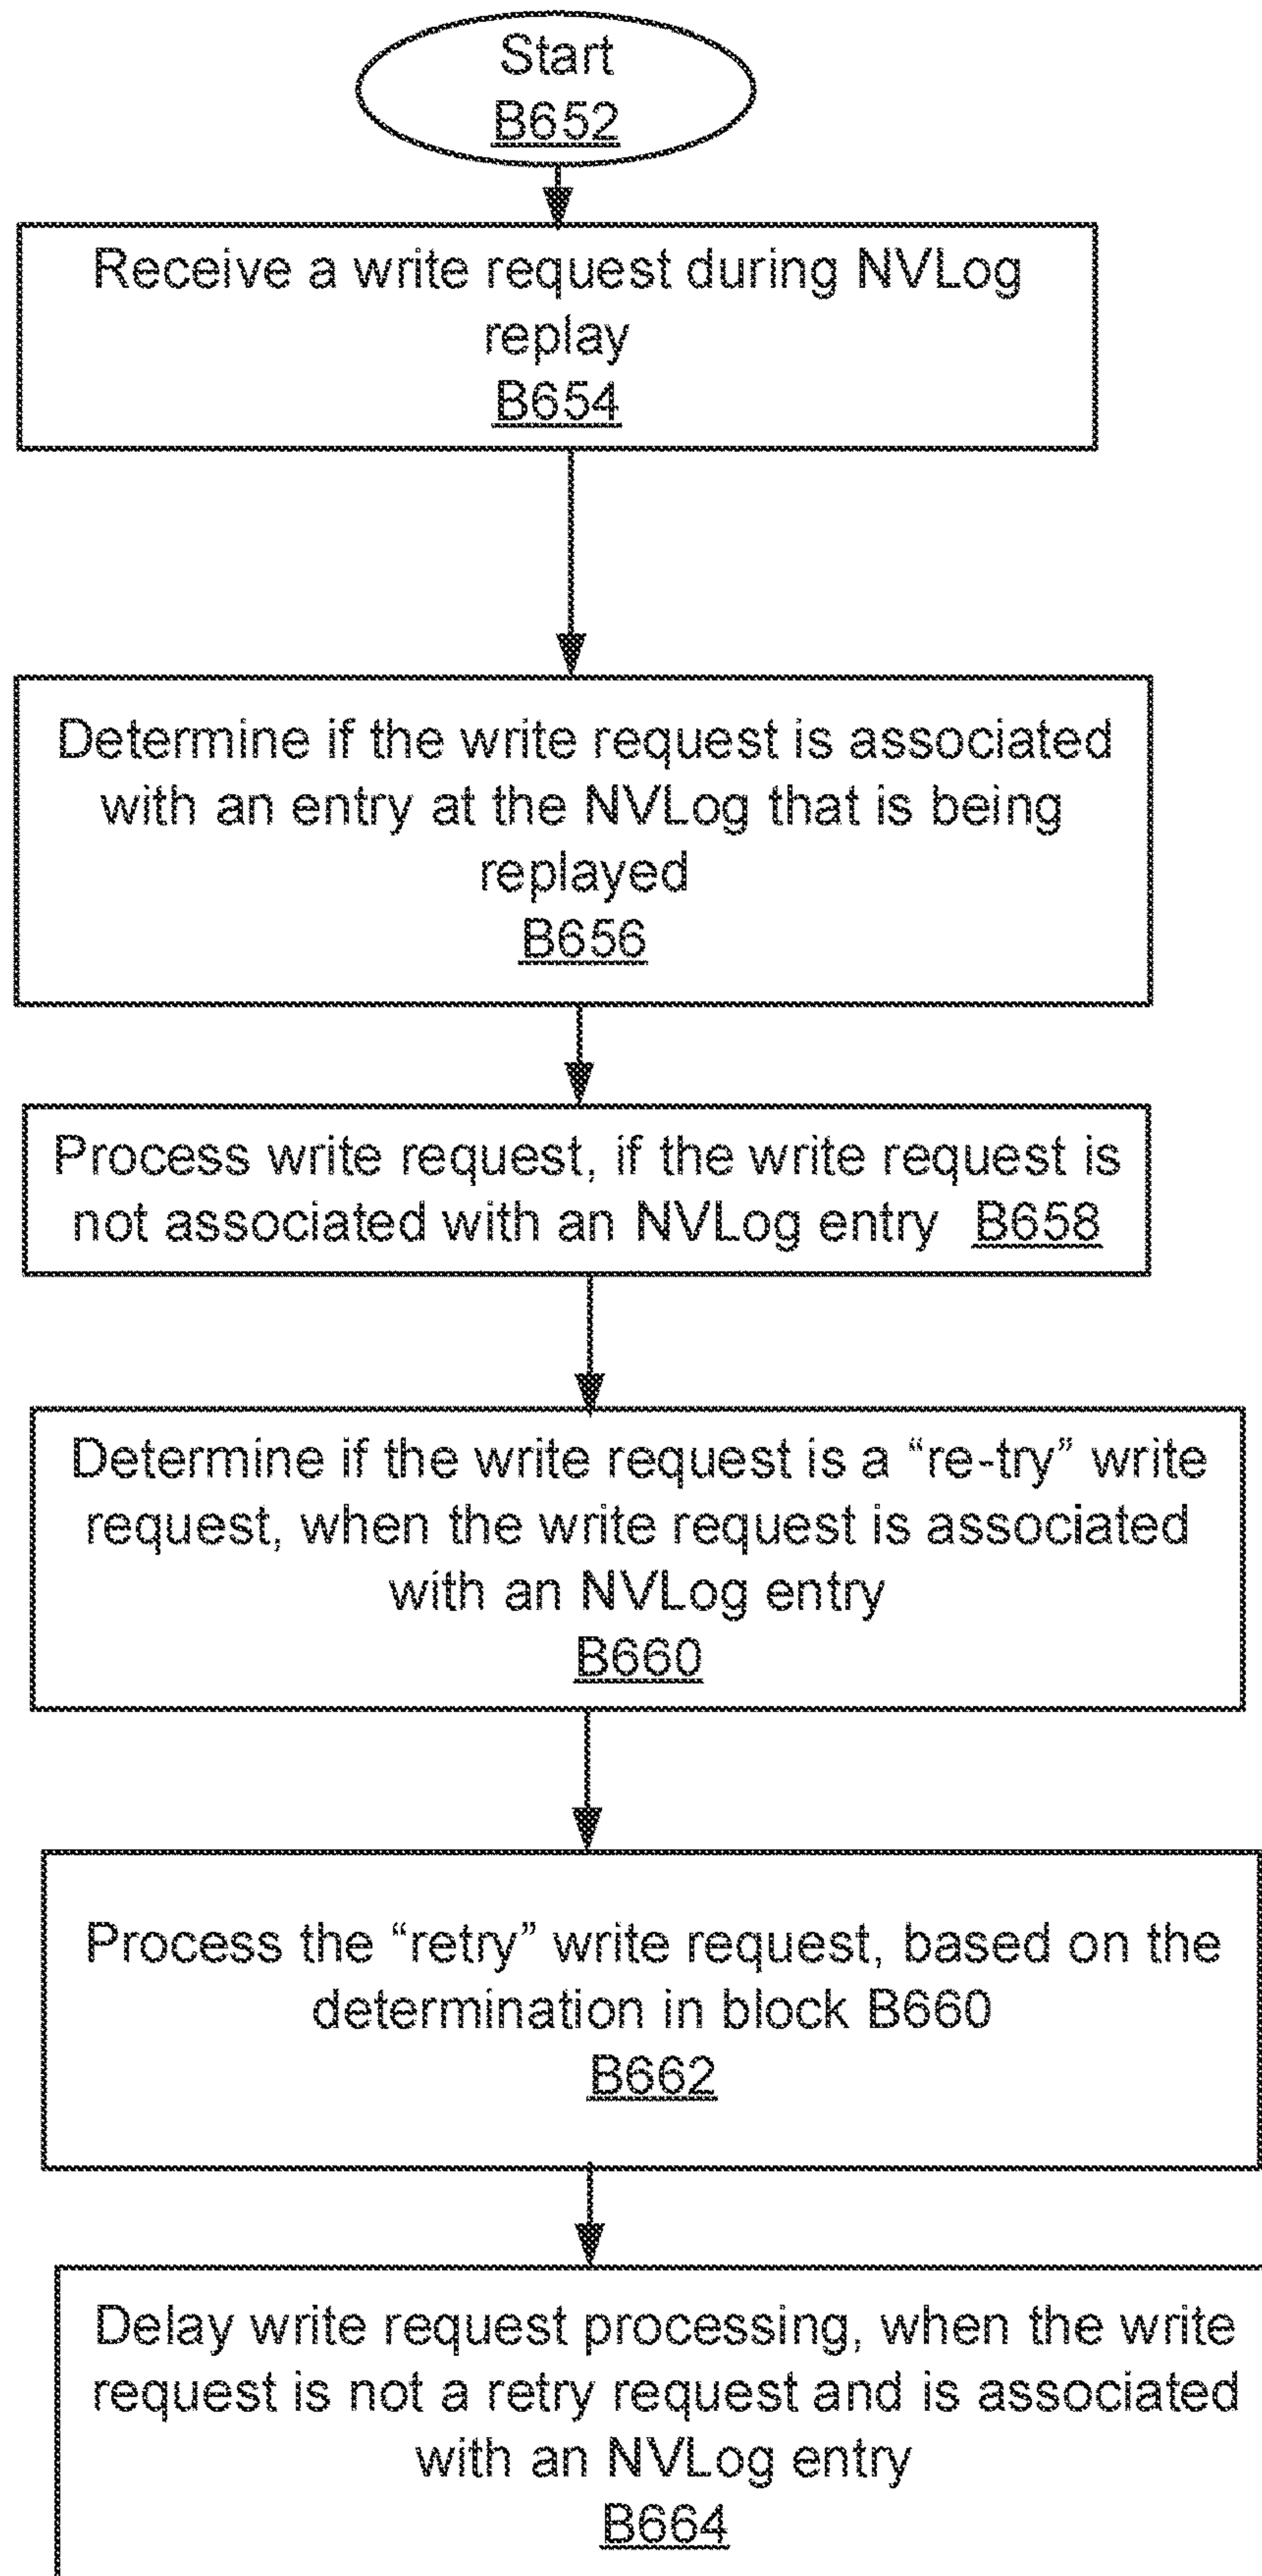 Start
B652
Receive a write request during NVLog
replay
B654
Determine if the write request is associated
with an entry at the NVLog that is being
replayed
B656
Process write request, if the write request is
not associated with an NVLog entry B658
Determine if the write request is a “re-try” write
request, when the write request is associated
with an NVLog entry
B660
Process the “retry” write request, based on the
determination in block B660
B662
Delay write request processing, when the write
request is not a retry request and is associated
with an NVLog entry
B664